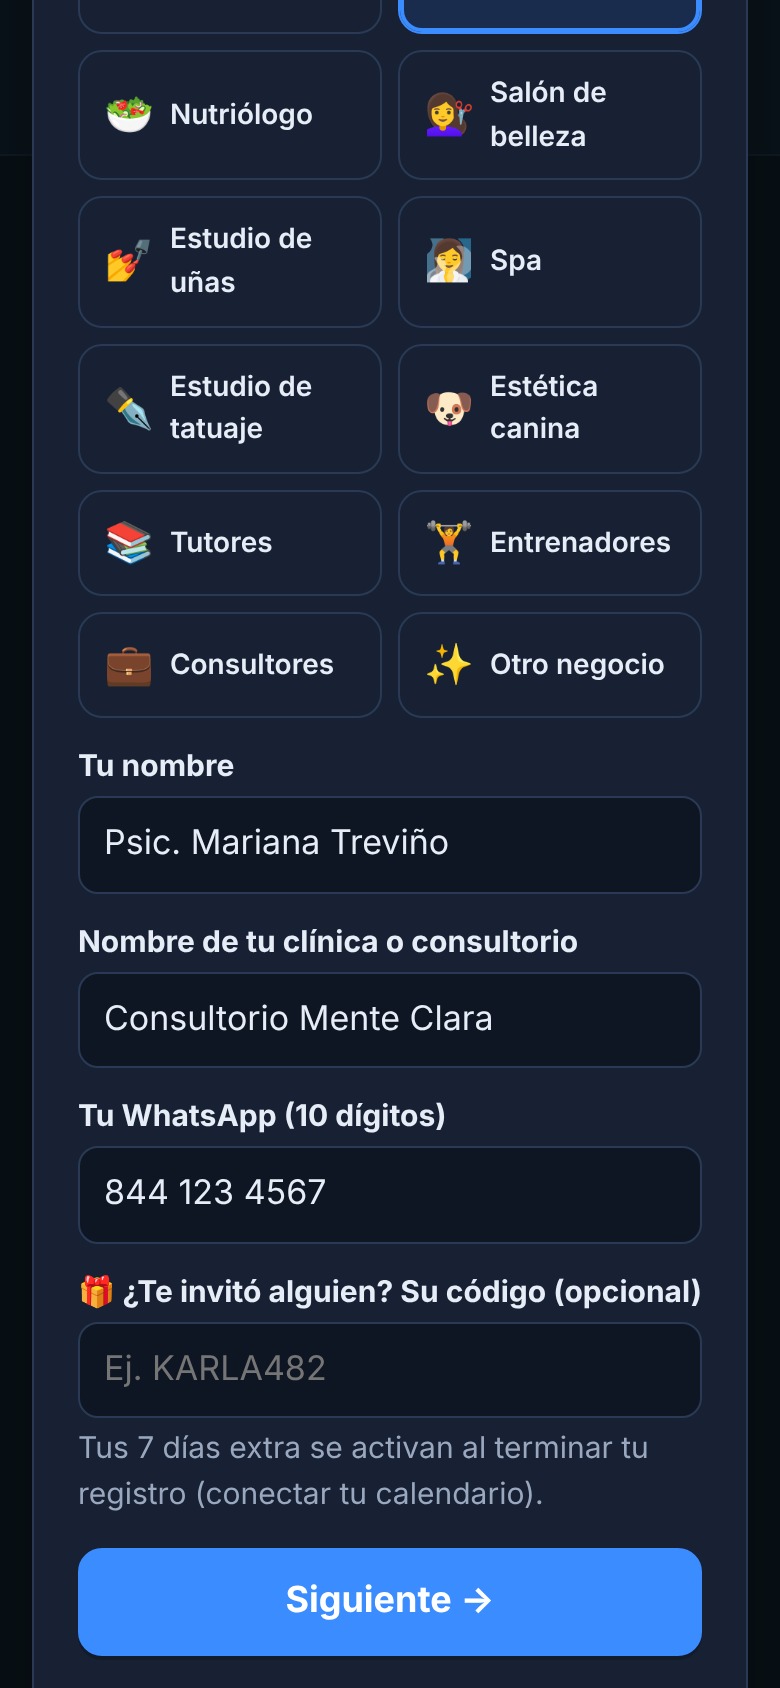 Nutriólogo
Salón de
belleza
Estudio de
uñas
Spa
Estudio de
tatuaje
Estética
canina
Tutores
Entrenadores
Consultores
Otro negocio
Tu nombre
Psic. Mariana Treviño
Nombre de tu clínica o consultorio
Consultorio Mente Clara
Tu WhatsApp (10 dígitos)
844 123 4567
🎁 ¿Te invitó alguien? Su código (opcional)
Ej. KARLA482
Tus 7 días extra se activan al terminar tu
registro (conectar tu calendario).
Siguiente →